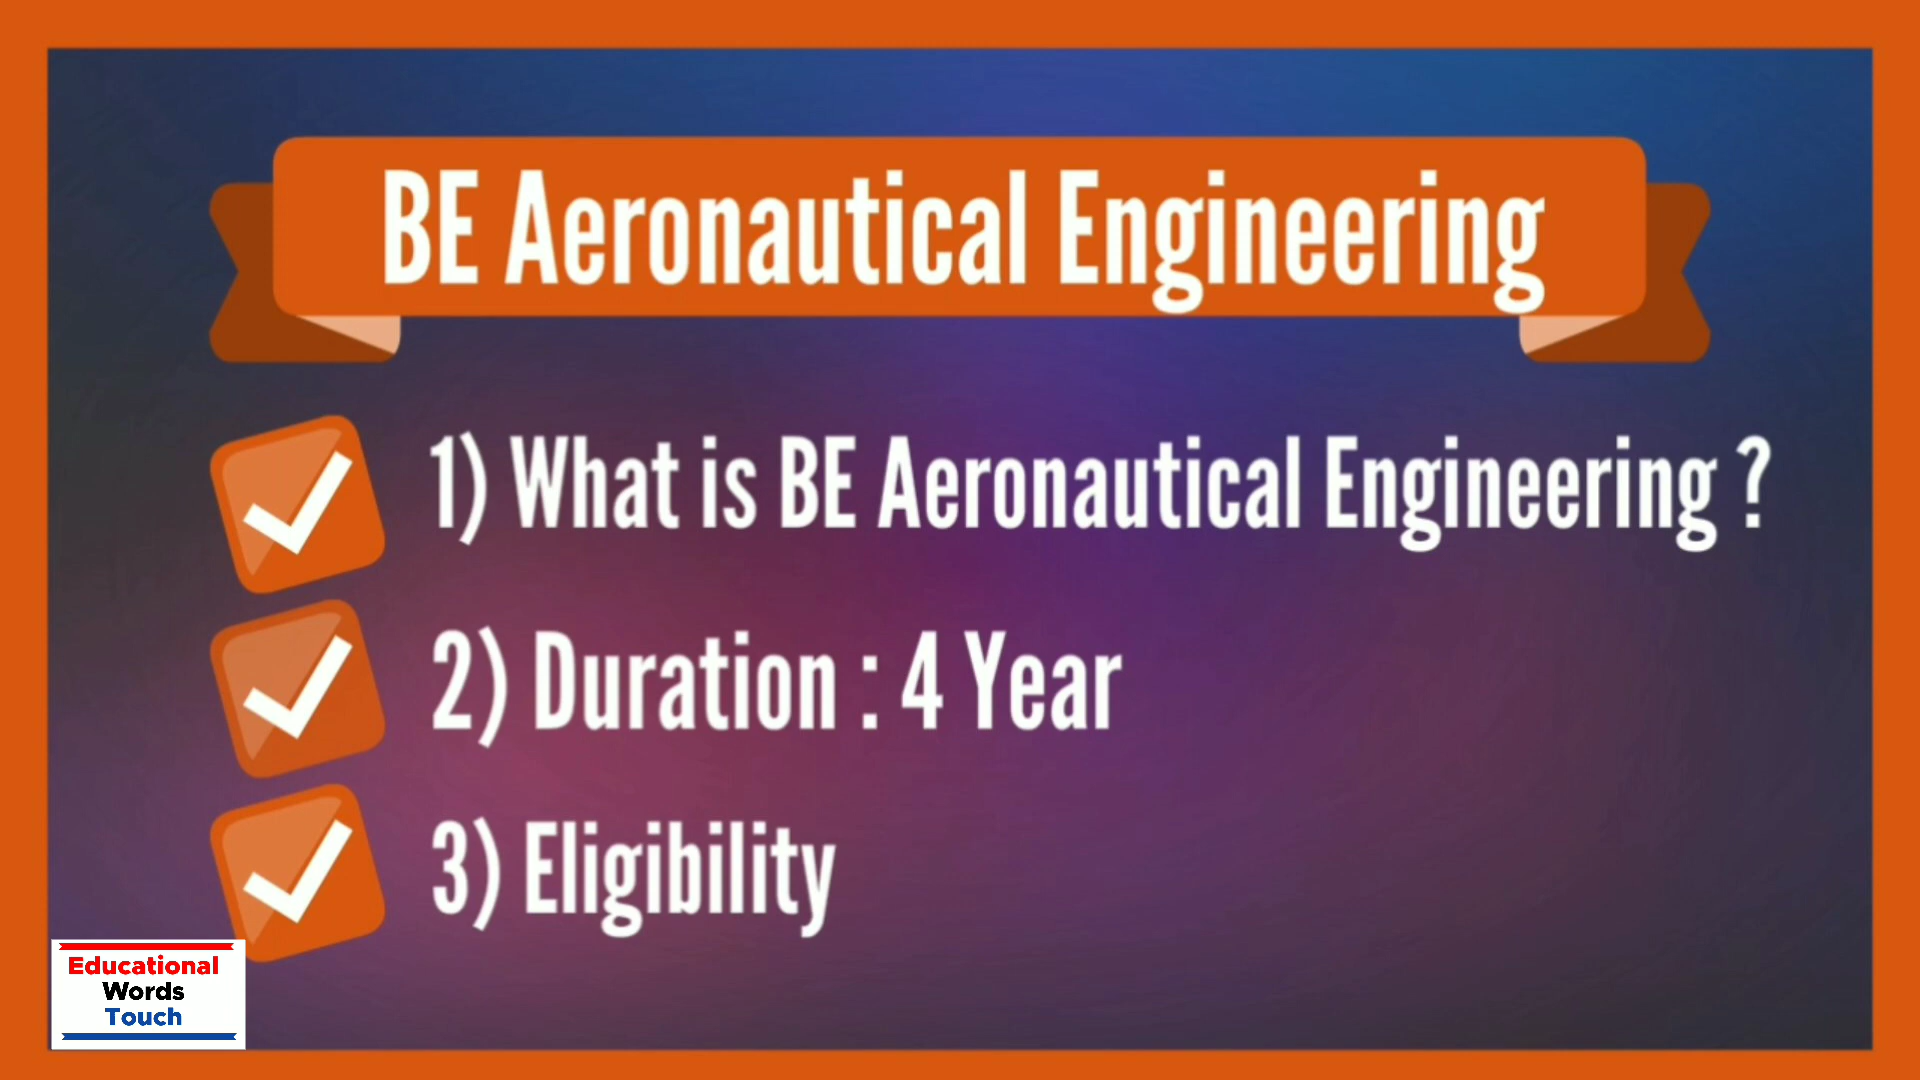 BE Aeronautical Engineering
1) What is BE Aeronautical Engineering ?
2) Duration : 4 Year
3) Eligibility
Educational
Words
Touch